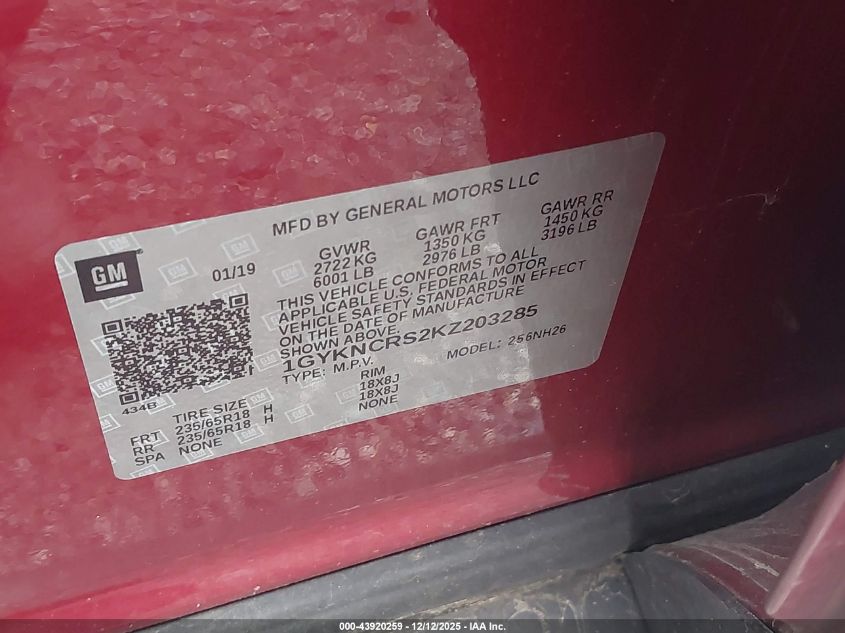 MFD BY GENERAL MOTORS LLC
GM
01/19
GVWR
2722 KG
6001 LB
GAWR FRT
1350 KG
2976 LB
GAWR RR
1450 KG
3196 LB
THIS VEHICLE CONFORMS TO ALL
APPLICABLE U.S. FEDERAL MOTOR
VEHICLE SAFETY STANDARDS IN EFFECT
ON THE DATE OF MANUFACTURE
SHOWN ABOVE.
1GYKNCRS2KZ203285
TYPE: M.P.V. MODEL: 256NH26
434B
TIRE SIZE RIM
FRT 235/65R18 H 18X8J
RR 235/65R18 H 18X8J
SPA NONE NONE
000-43920259 - 12/12/2025 - IAA Inc.